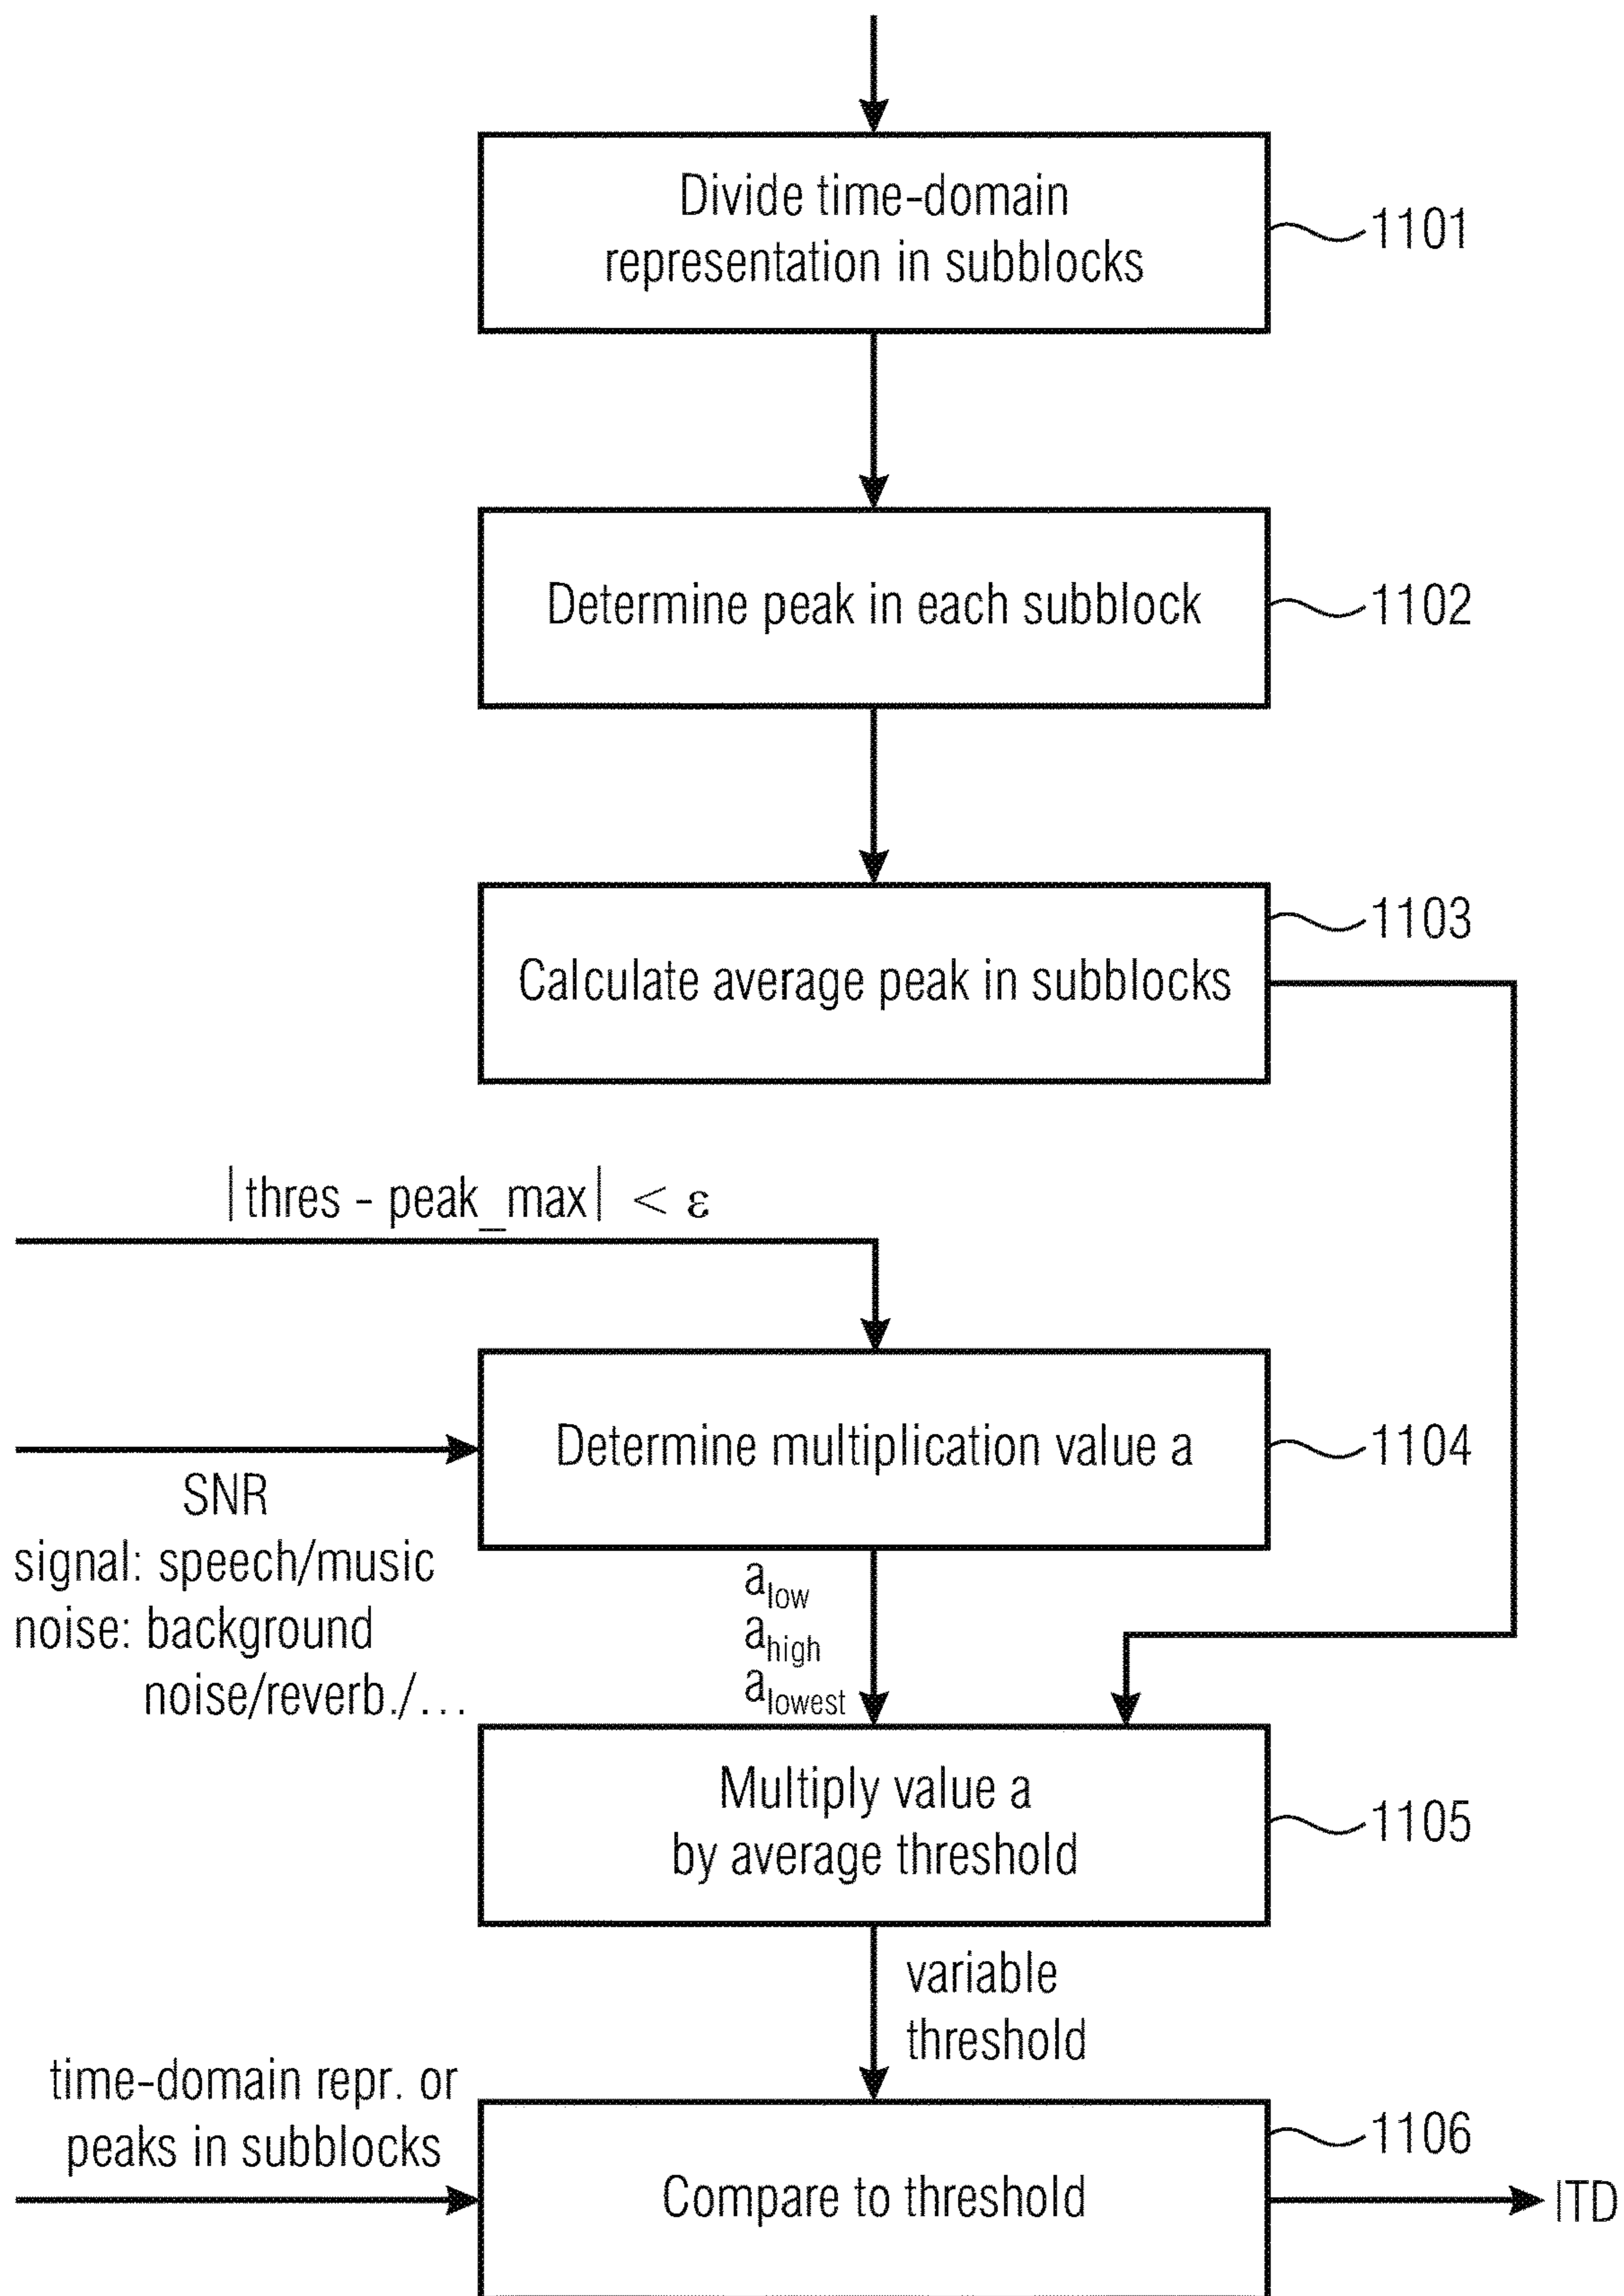 Divide time-domain
representation in subblocks
1101
Determine peak in each subblock
1102
1103
Calculate average peak in subblocks
|thres - peak_max| < ε
Determine multiplication value a
1104
SNR
signal: speech/music
noise: background
noise/reverb./...
a_low
a_high
a_lowest
Multiply value a
by average threshold
1105
variable
threshold
time-domain repr. or
peaks in subblocks
1106
Compare to threshold
ITD